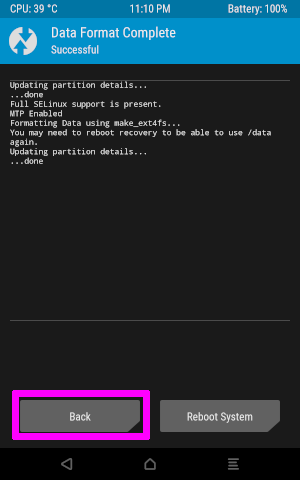 CPU: 39 °C 11:10 PM Battery: 100%
Data Format Complete
Successful
Updating partition details...
...done
Full SELinux support is present.
MTP Enabled
Formatting Data using make_ext4fs...
You may need to reboot recovery to be able to use /data
again.
Updating partition details...
...done
Back Reboot System